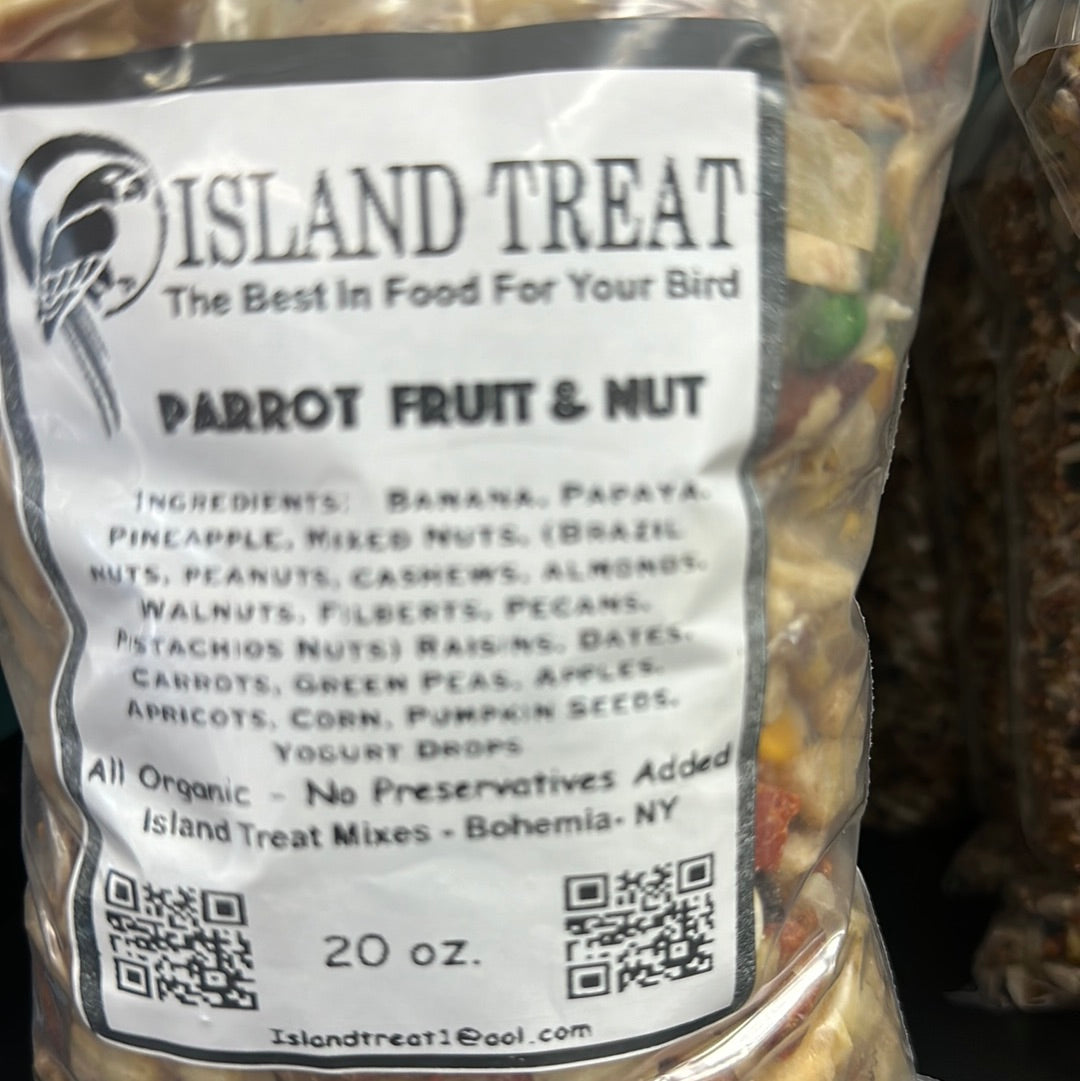 ISLAND TREAT
The Best In Food For Your Bird
PARROT FRUIT & NUT
INGREDIENTS: BANANA, PAPAYA,
PINEAPPLE, MIXED NUTS, (BRAZIL
NUTS, PEANUTS, CASHEWS, ALMONDS,
WALNUTS, FILBERTS, PECANS,
PISTACHIOS NUTS) RAISINS, DATES,
CARROTS, GREEN PEAS, APPLES,
APRICOTS, CORN, PUMPKIN SEEDS,
YOGURT DROPS
All Organic - No Preservatives Added
Island Treat Mixes - Bohemia- NY
20 oz.
Islandtreat1@aol.com